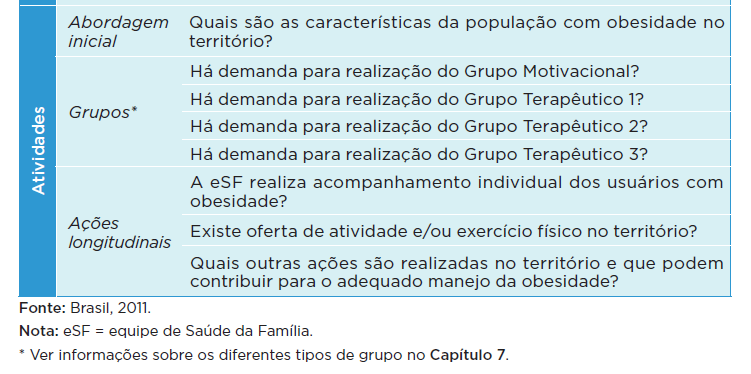 Atividades
Abordagem
inicial
Quais são as características da população com obesidade no
território?
Grupos*
Há demanda para realização do Grupo Motivacional?
Há demanda para realização do Grupo Terapêutico 1?
Há demanda para realização do Grupo Terapêutico 2?
Há demanda para realização do Grupo Terapêutico 3?
Ações
longitudinais
A eSF realiza acompanhamento individual dos usuários com
obesidade?
Existe oferta de atividade e/ou exercício físico no território?
Quais outras ações são realizadas no território e que podem
contribuir para o adequado manejo da obesidade?
Fonte: Brasil, 2011.
Nota: eSF = equipe de Saúde da Família.
* Ver informações sobre os diferentes tipos de grupo no Capítulo 7.